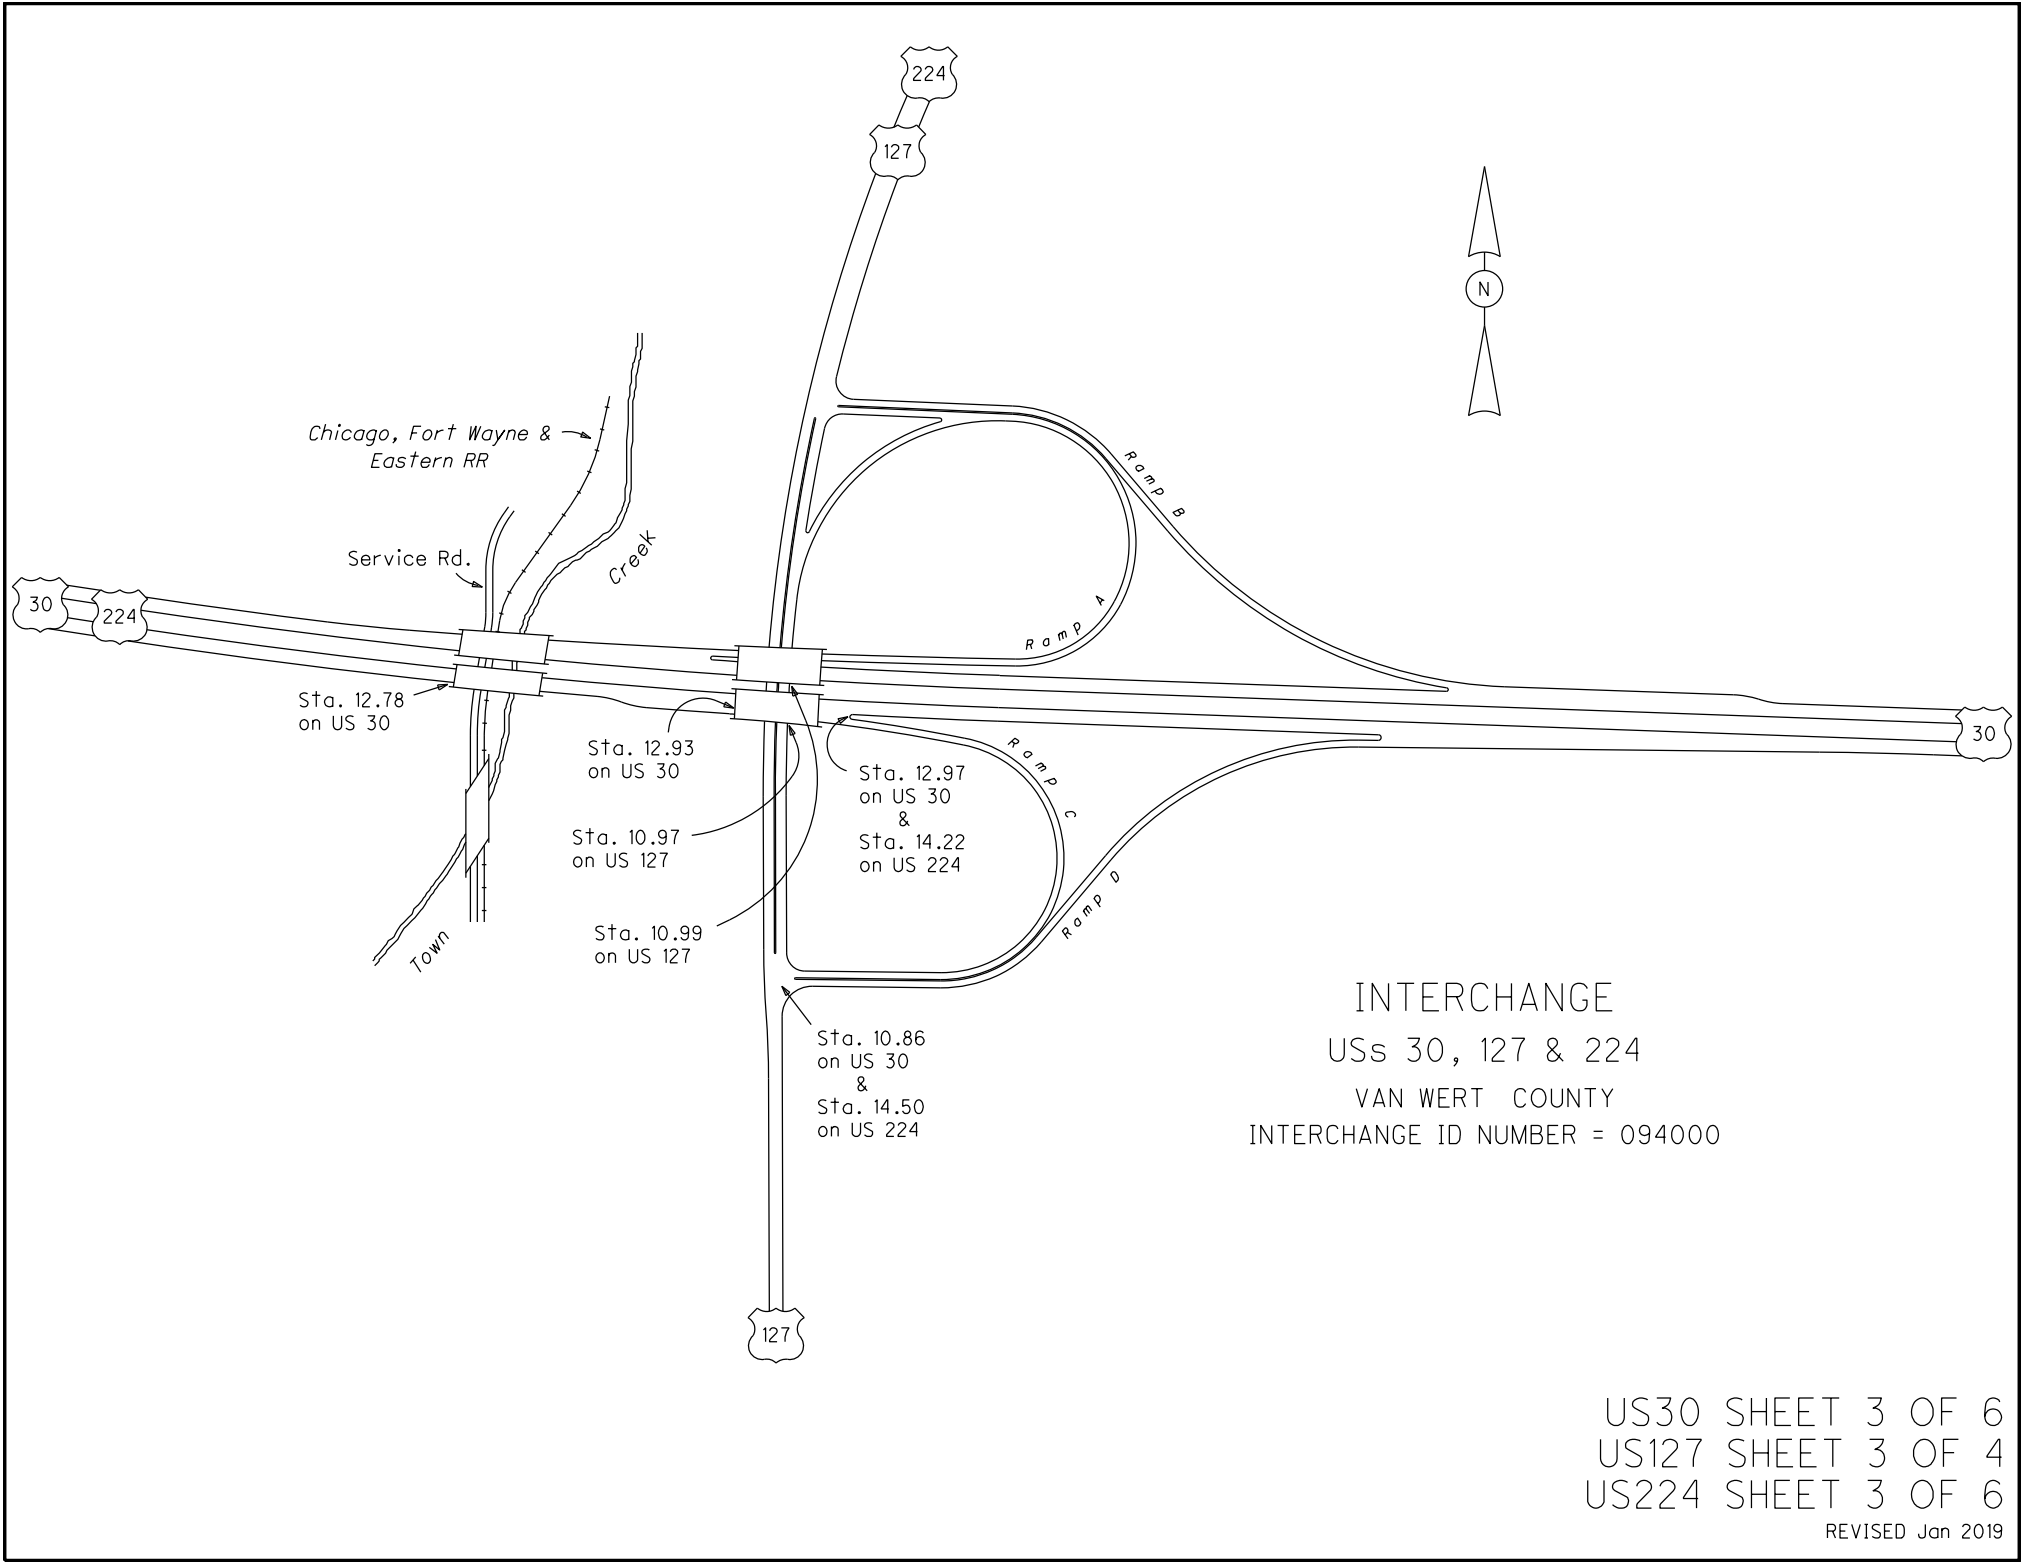 224
127
N
Chicago, Fort Wayne &
Eastern RR
Ramp B
Service Rd.
Creek
30
224
Ramp A
Sta. 12.78
on US 30
Sta. 12.93
on US 30
Ramp C
30
Sta. 12.97
on US 30
&
Sta. 14.22
on US 224
Sta. 10.97
on US 127
Ramp D
Sta. 10.99
on US 127
Town
Sta. 10.86
on US 30
&
Sta. 14.50
on US 224
INTERCHANGE
USs 30, 127 & 224
VAN WERT COUNTY
INTERCHANGE ID NUMBER = 094000
127
US30 SHEET 3 OF 6
US127 SHEET 3 OF 4
US224 SHEET 3 OF 6
REVISED Jan 2019